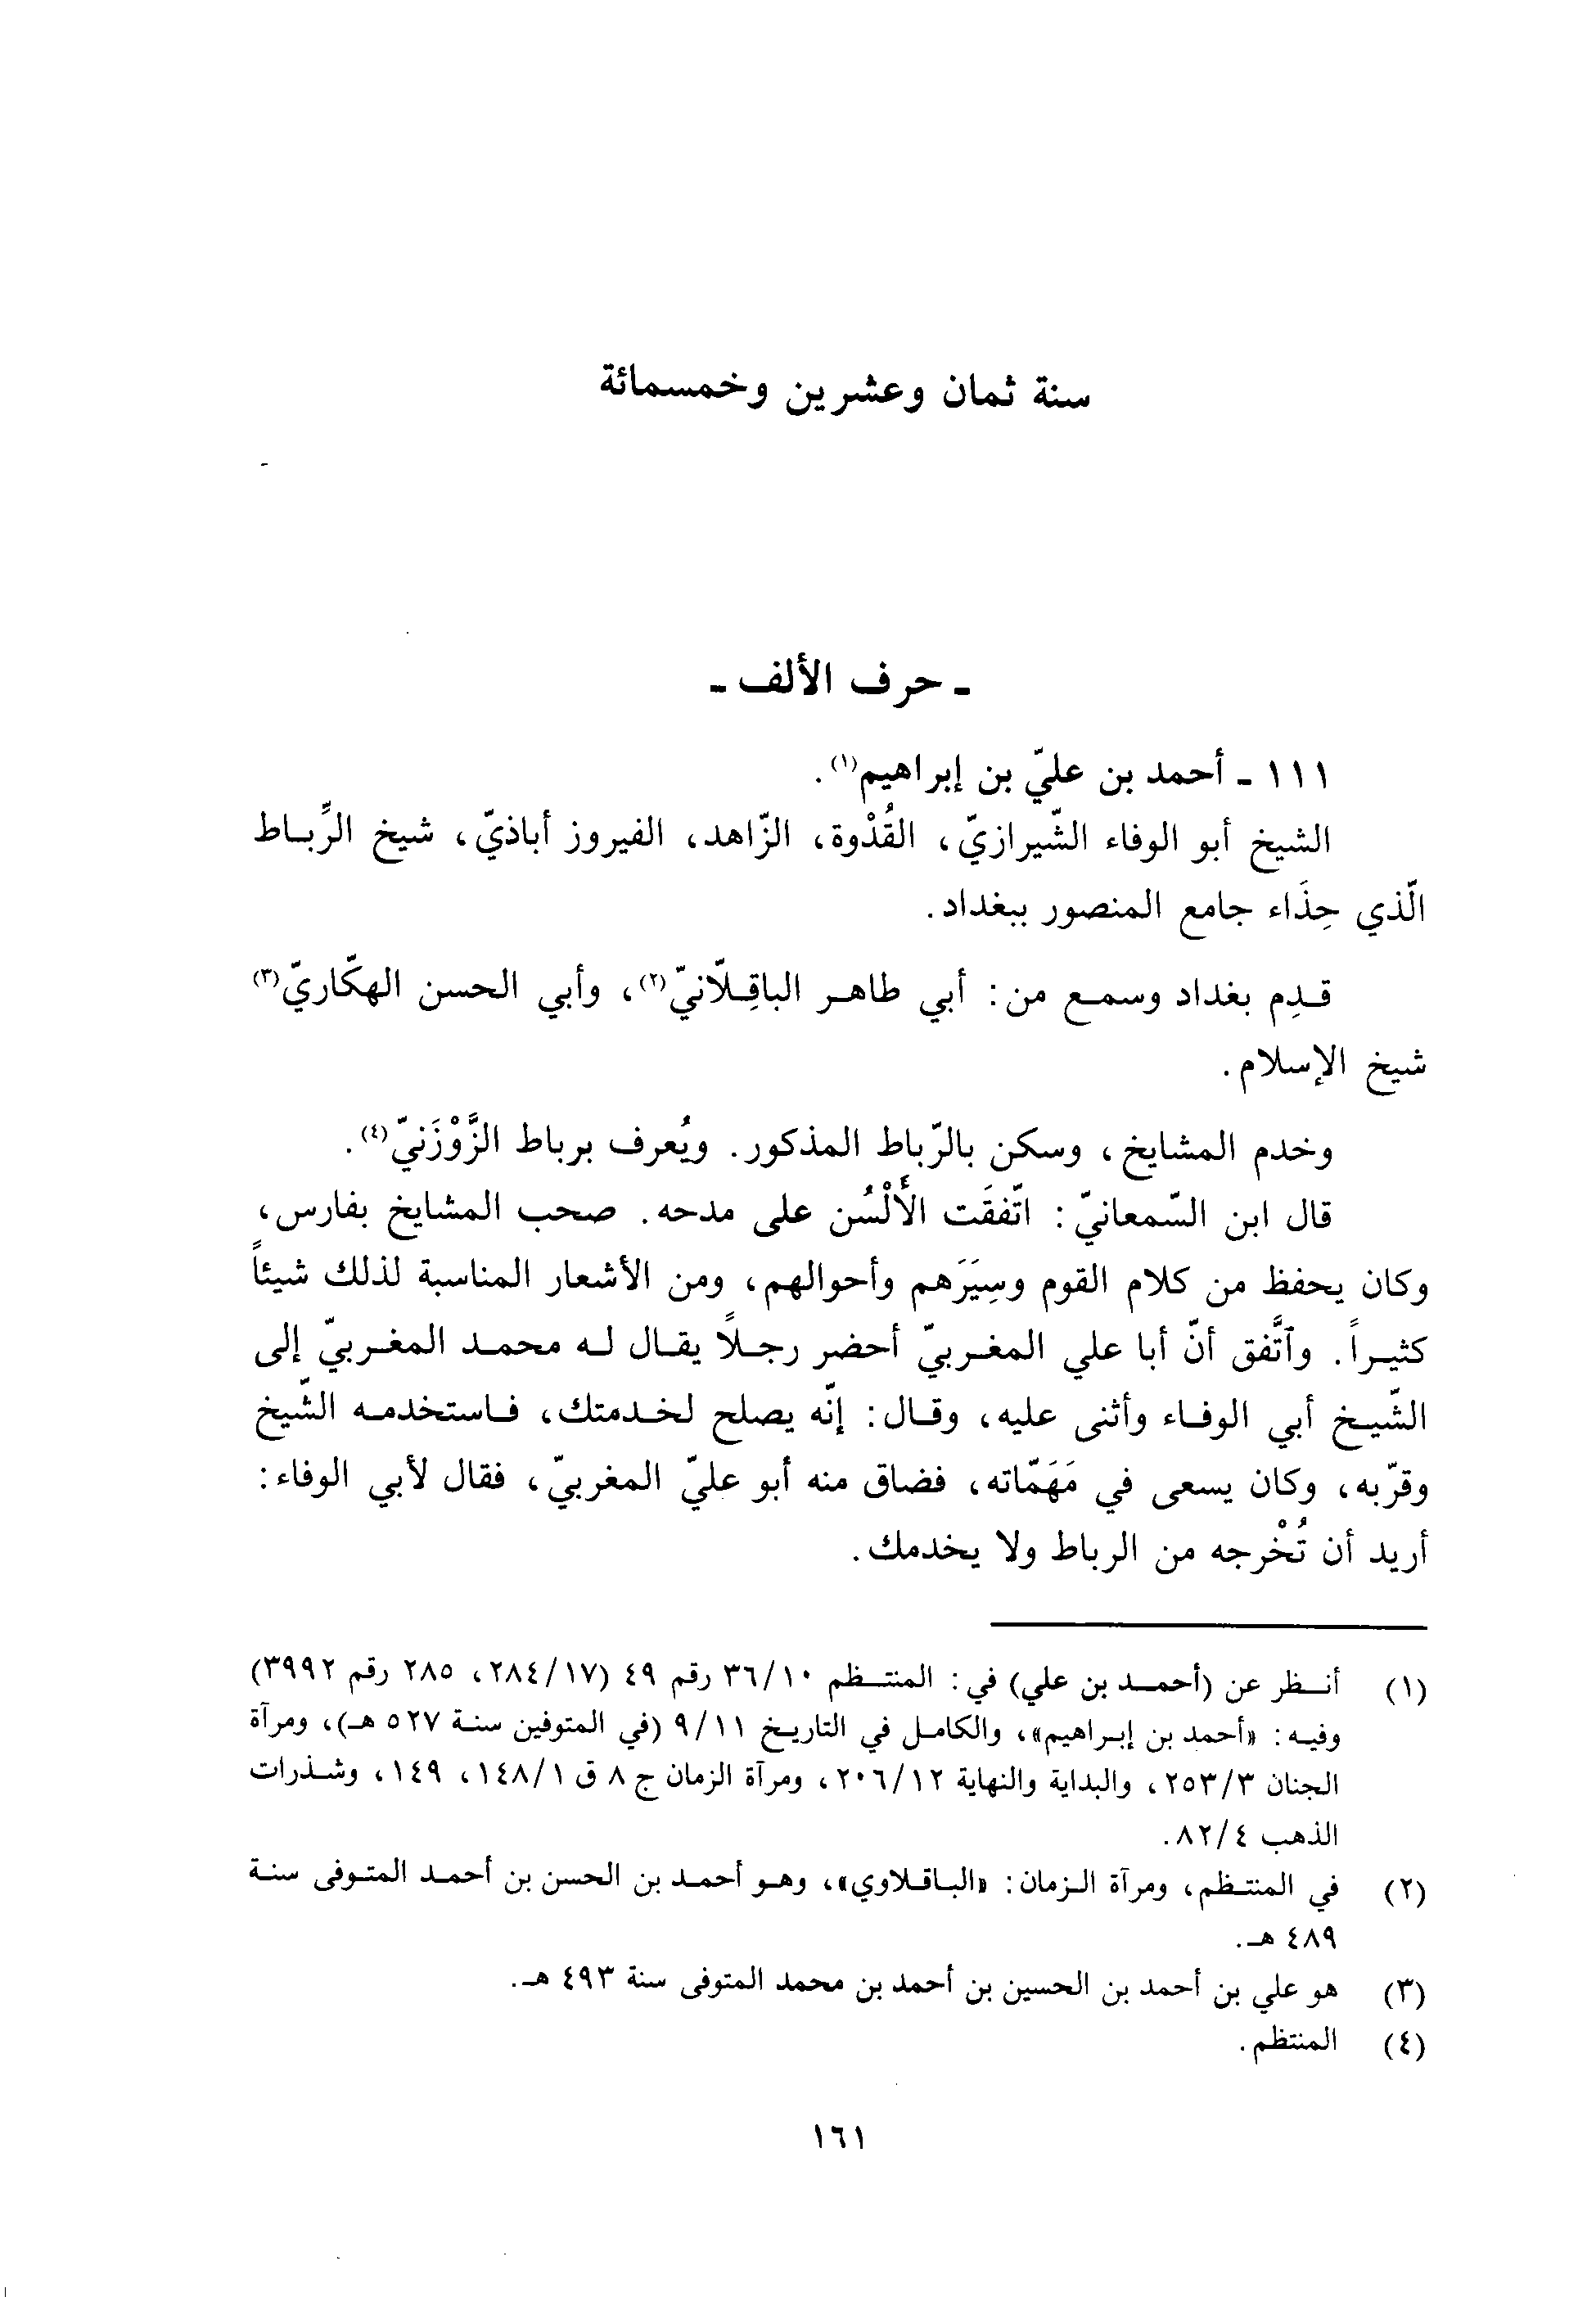 سنة ثمان وعشرين وخمسمائة
ـ حرف الألف ـ
١١١ ـ أحمد بن عليّ بن إبراهيم(١).
الشيخ أبو الوفاء الشّيرازيّ، القُدْوة، الزّاهد، الفيروز أباذيّ، شيخ الرِّباط
الّذي حِذَاء جامع المنصور ببغداد.
قدِم بغداد وسمع من: أبي طاهر الباقِلّانيّ(٢)، وأبي الحسن الهكّاريّ(٣)
شيخ الإسلام.
وخدم المشايخ، وسكن بالرّباط المذكور. ويُعرف برباط الزَّوْزَنيّ(٤).
قال ابن السّمعانيّ: اتّفقَت الأَلْسُن على مدحه. صحب المشايخ بفارس،
وكان يحفظ من كلام القوم وسِيَرَهم وأحوالهم، ومن الأشعار المناسبة لذلك شيئاً
كثيراً. وٱتَّفق أنّ أبا علي المغربيّ أحضر رجلاً يقال له محمد المغربيّ إلى
الشّيخ أبي الوفاء وأثنى عليه، وقال: إنّه يصلح لخدمتك، فاستخدمه الشّيخ
وقرّبه، وكان يسعى في مَهَمّاته، فضاق منه أبو عليّ المغربيّ، فقال لأبي الوفاء:
أريد أن تُخْرجه من الرباط ولا يخدمك.
(١) أنظر عن (أحمد بن علي) في: المنتظم ٣٦/١٠ رقم ٤٩ (٢٨٤/١٧، ٢٨٥ رقم ٣٩٩٢)
وفيه: «أحمد بن إبراهيم»، والكامل في التاريخ ٩/١١ (في المتوفين سنة ٥٢٧ هـ)، ومرآة
الجنان ٢٥٣/٣، والبداية والنهاية ٢٠٦/١٢، ومرآة الزمان ج ٨ ق ١٤٨/١، ١٤٩، وشذرات
الذهب ٨٢/٤.
(٢) في المنتظم، ومرآة الزمان: «الباقلاوي»، وهو أحمد بن الحسن بن أحمد المتوفى سنة
٤٨٩ هـ.
(٣) هو علي بن أحمد بن الحسين بن أحمد بن محمد المتوفى سنة ٤٩٣ هـ.
(٤) المنتظم.
١٦١